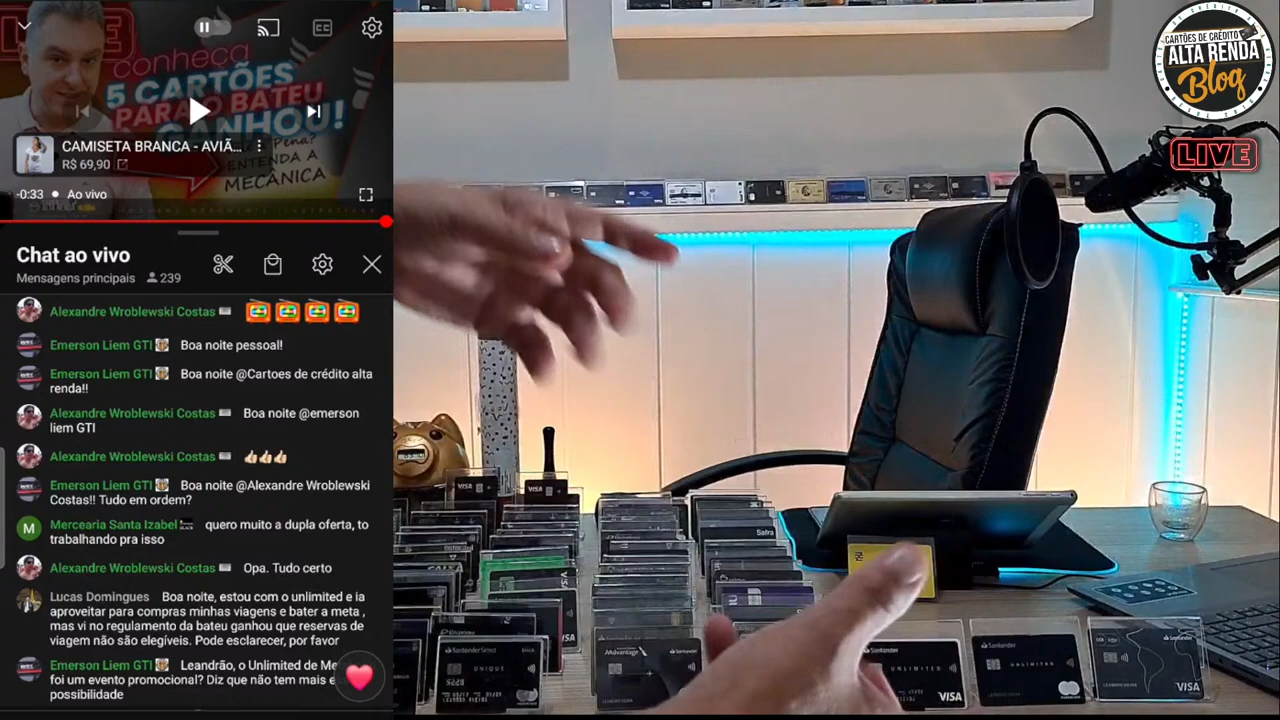 LIVE
conheça
5 CARTÕES
PARA O BATEU
GANHOU!
Pena?
ENTENDA A
MECÂNICA
CAMISETA BRANCA - AVIÃ...
R$ 69,90
-0:33 • Ao vivo
Chat ao vivo
Mensagens principais 239
Alexandre Wroblewski Costas
Emerson Liem GTI Boa noite pessoal!
Emerson Liem GTI Boa noite @Cartoes de crédito alta
renda!!
Alexandre Wroblewski Costas Boa noite @emerson
liem GTI
Alexandre Wroblewski Costas 👍🏻👍🏻👍🏻
Emerson Liem GTI Boa noite @Alexandre Wroblewski
Costas!! Tudo em ordem?
M Mercearia Santa Izabel quero muito a dupla oferta, to
trabalhando pra isso
Alexandre Wroblewski Costas Opa. Tudo certo
Lucas Domingues Boa noite, estou com o unlimited e ia
aproveitar para compras minhas viagens e bater a meta ,
mas vi no regulamento da bateu ganhou que reservas de
viagem não são elegíveis. Pode esclarecer, por favor
Emerson Liem GTI Leandrão, o Unlimited de Me
foi um evento promocional? Diz que não tem mais e
possibilidade
CARTÕES DE CRÉDITO
ALTA RENDA
Blog
LIVE
VISA
VISA
Safra
VISA
Santander Select
UNIQUE
Santander
AAdvantage
UNLIMITED
VISA
Santander
UNLIMITED
Santander
VISA